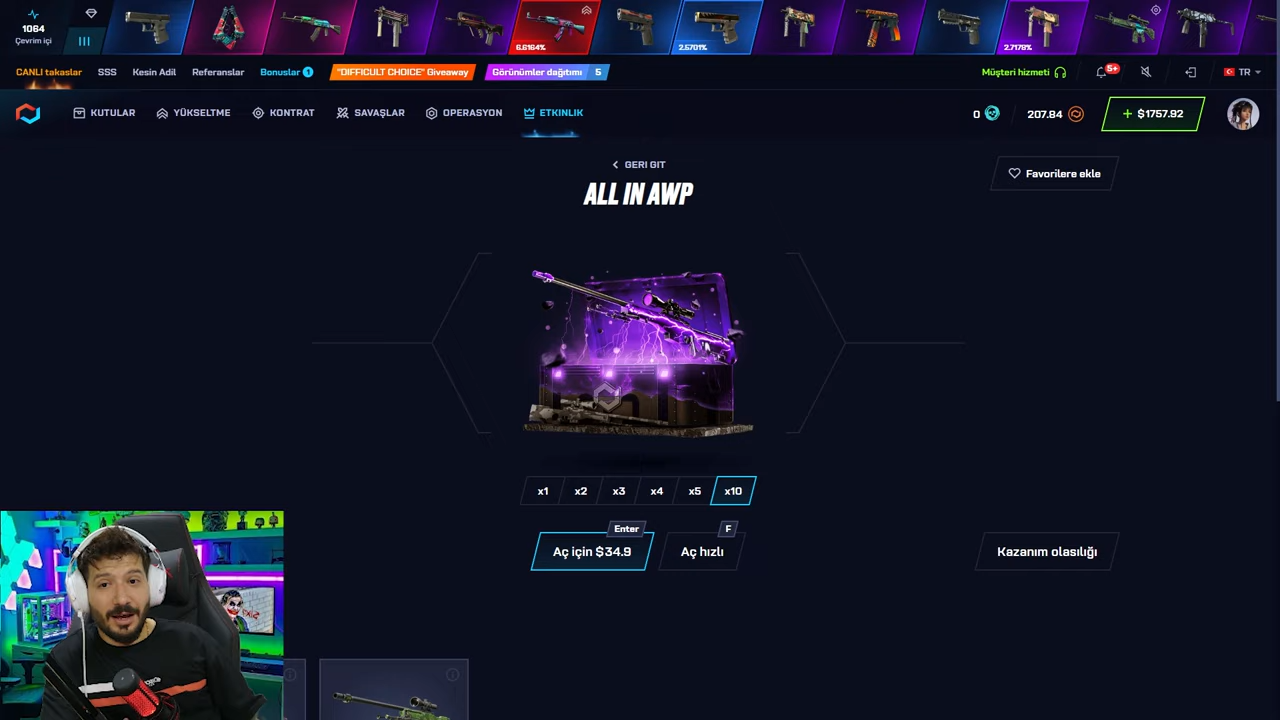 1064
Çevrim içi
6.6164%
2.5701%
2.7178%
CANLI takaslar
SSS
Kesin Adil
Referanslar
Bonuslar 1
"DIFFICULT CHOICE" Giveaway
Görünümler dağıtımı 5
Müşteri hizmeti
5+
TR
KUTULAR
YÜKSELTME
KONTRAT
SAVAŞLAR
OPERASYON
ETKINLIK
0
207.84
+ $1757.92
GERI GIT
ALL IN AWP
Favorilere ekle
x1
x2
x3
x4
x5
x10
Enter
F
Aç için $34.9
Aç hızlı
Kazanım olasılığı